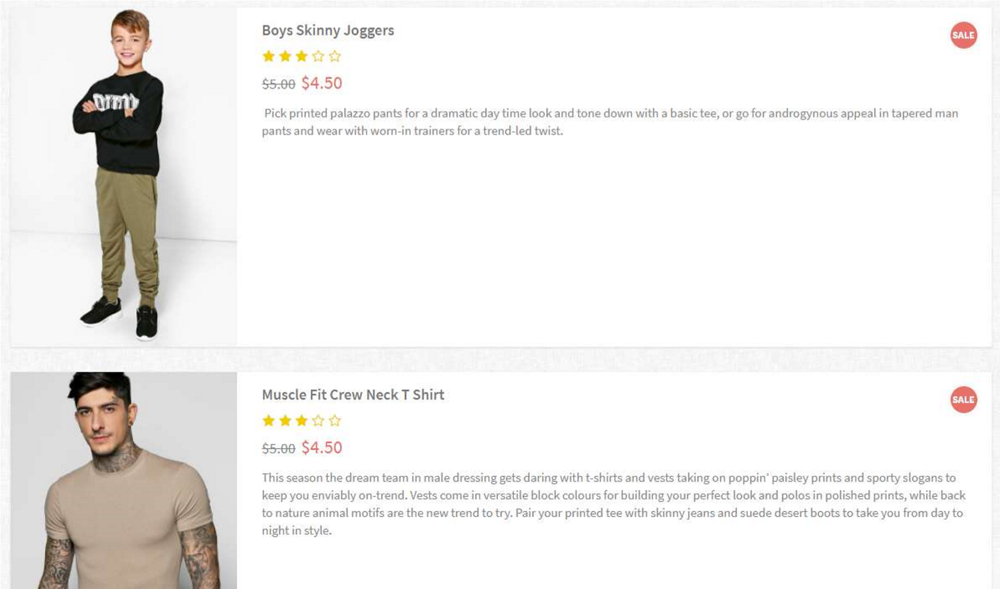 Boys Skinny Joggers
SALE
$5.00 $4.50
Pick printed palazzo pants for a dramatic day time look and tone down with a basic tee, or go for androgynous appeal in tapered man
pants and wear with worn-in trainers for a trend-led twist.
Muscle Fit Crew Neck T Shirt
SALE
$5.00 $4.50
This season the dream team in male dressing gets daring with t-shirts and vests taking on poppin’ paisley prints and sporty slogans to
keep you enviably on-trend. Vests come in versatile block colours for building your perfect look and polos in polished prints, while back
to nature animal motifs are the new trend to try. Pair your printed tee with skinny jeans and suede desert boots to take you from day to
night in style.